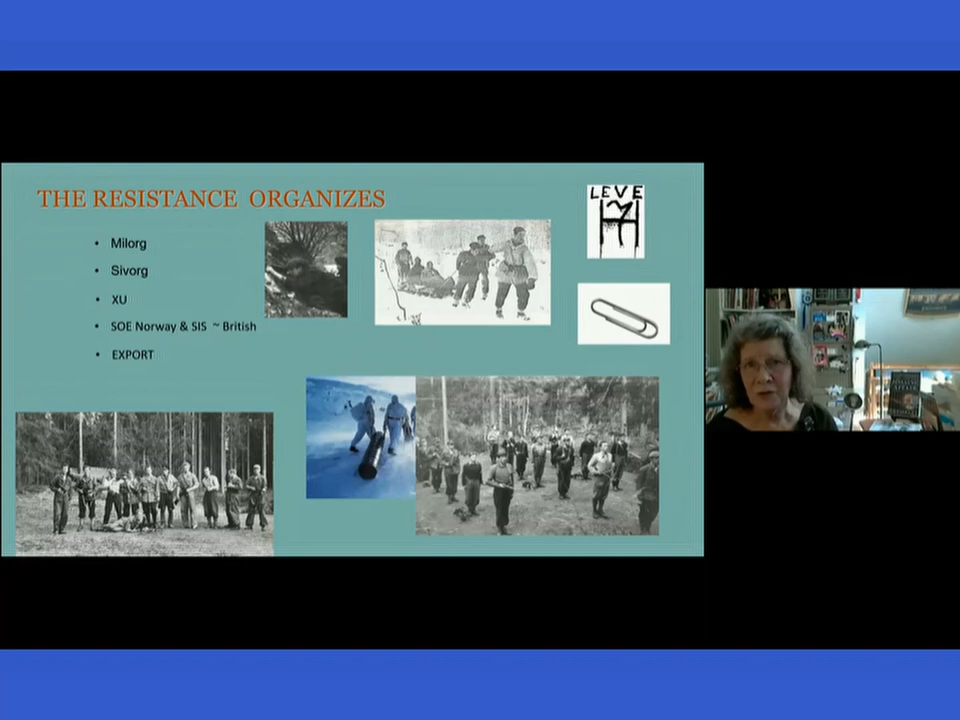 THE RESISTANCE ORGANIZES
• Milorg
• Sivorg
• XU
• SOE Norway & SIS ~ British
• EXPORT
LEVE
H7